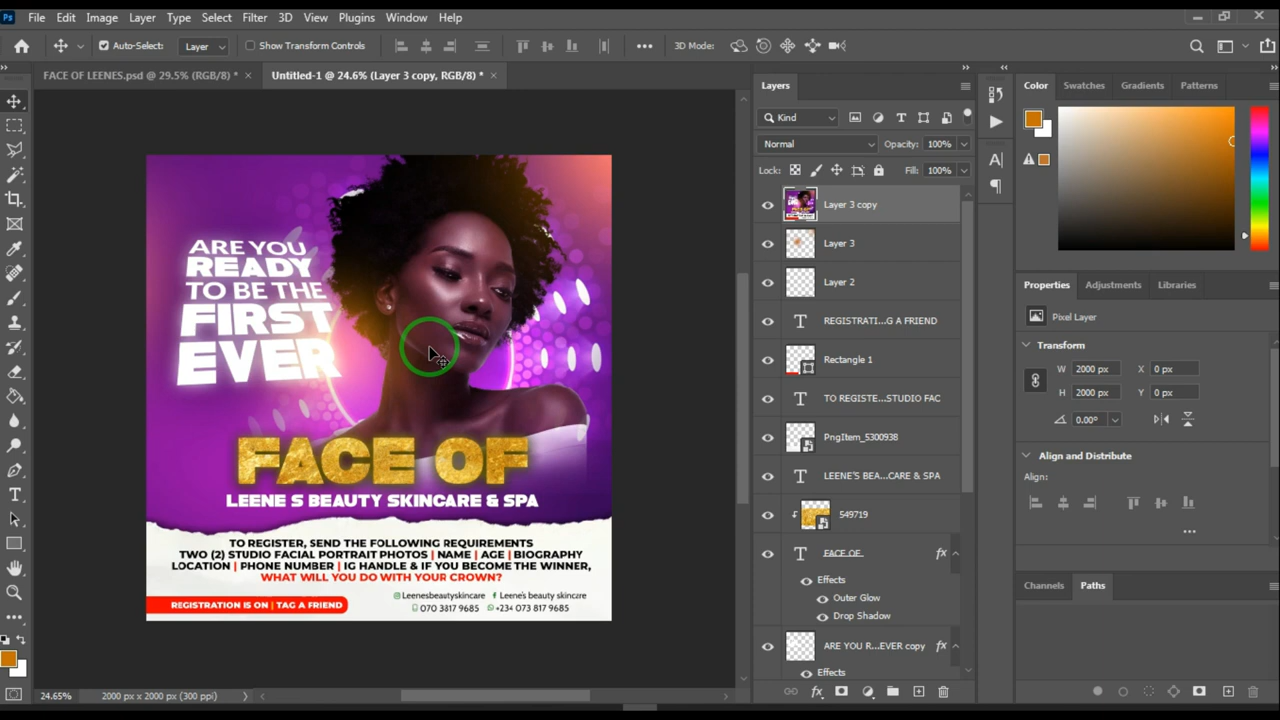 Ps File Edit Image Layer Type Select Filter 3D View Plugins Window Help
Auto-Select: Layer Show Transform Controls 3D Mode:
FACE OF LEENES.psd @ 29.5% (RGB/8) * × Untitled-1 @ 24.6% (Layer 3 copy, RGB/8) * ×
ARE YOU
READY
TO BE THE
FIRST
EVER
FACE OF
LEENE S BEAUTY SKINCARE & SPA
TO REGISTER, SEND THE FOLLOWING REQUIREMENTS
TWO (2) STUDIO FACIAL PORTRAIT PHOTOS | NAME | AGE | BIOGRAPHY
LOCATION | PHONE NUMBER | IG HANDLE & IF YOU BECOME THE WINNER,
WHAT WILL YOU DO WITH YOUR CROWN?
REGISTRATION IS ON | TAG A FRIEND
Leenesbeautyskincare Leene's beauty skincare
070 3817 9685 +234 073 817 9685
24.65% 2000 px x 2000 px (300 ppi)
Layers
Kind
Normal Opacity: 100%
Lock: Fill: 100%
Layer 3 copy
Layer 3
Layer 2
T REGISTRATI...G A FRIEND
Rectangle 1
T TO REGISTE...STUDIO FAC
PngItem_5300938
T LEENE'S BEA...CARE & SPA
549719
T FACE OF fx
Effects
Outer Glow
Drop Shadow
ARE YOU R...EVER copy fx
Effects
Color Swatches Gradients Patterns
Properties Adjustments Libraries
Pixel Layer
Transform
W 2000 px X 0 px
H 2000 px Y 0 px
0.00°
Align and Distribute
Align:
Channels Paths